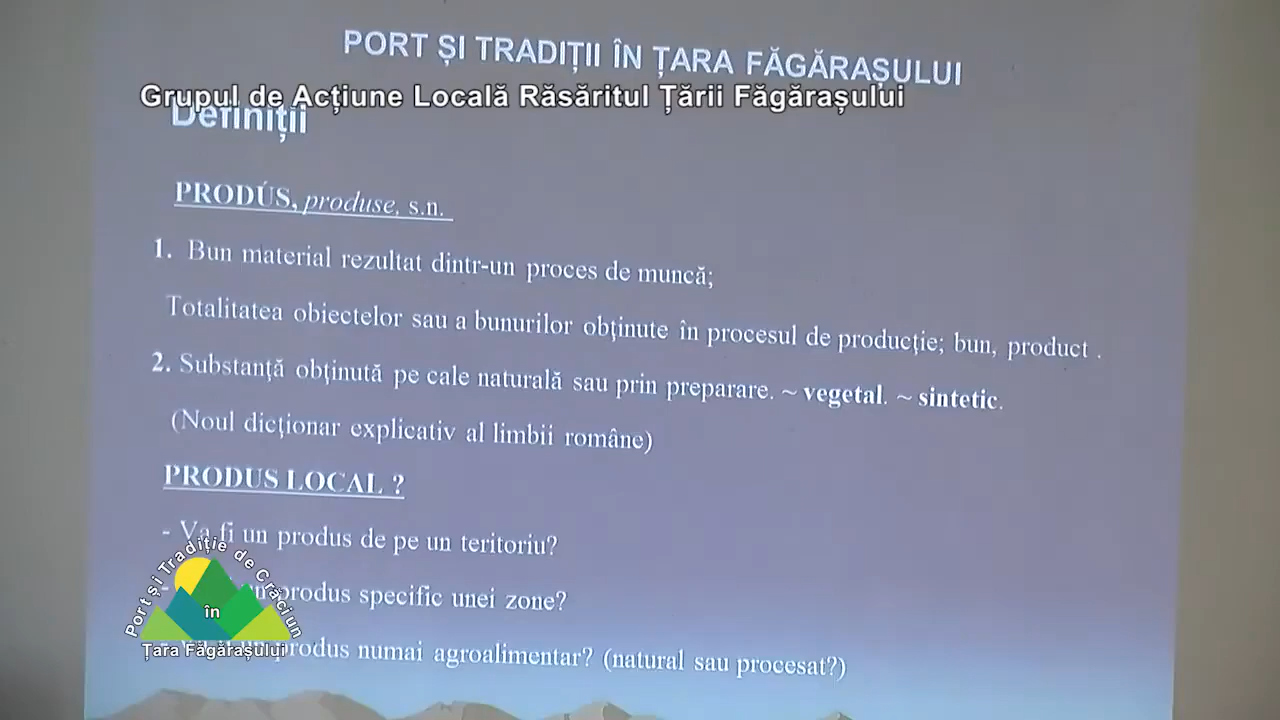 PORT ȘI TRADIȚII ÎN ȚARA FĂGĂRAȘULUI
Grupul de Acțiune Locală Răsăritul Țării Făgărașului
Definiții
PRODÚS, produse, s.n.
1. Bun material rezultat dintr-un proces de muncă;
Totalitatea obiectelor sau a bunurilor obţinute în procesul de producţie; bun, product .
2. Substanţă obţinută pe cale naturală sau prin preparare. ~ vegetal. ~ sintetic.
(Noul dicţionar explicativ al limbii române)
PRODUS LOCAL ?
- Va fi un produs de pe un teritoriu?
produs specific unei zone?
produs numai agroalimentar? (natural sau procesat?)
Port și Tradiție de Crăciun
în
Țara Făgărașului